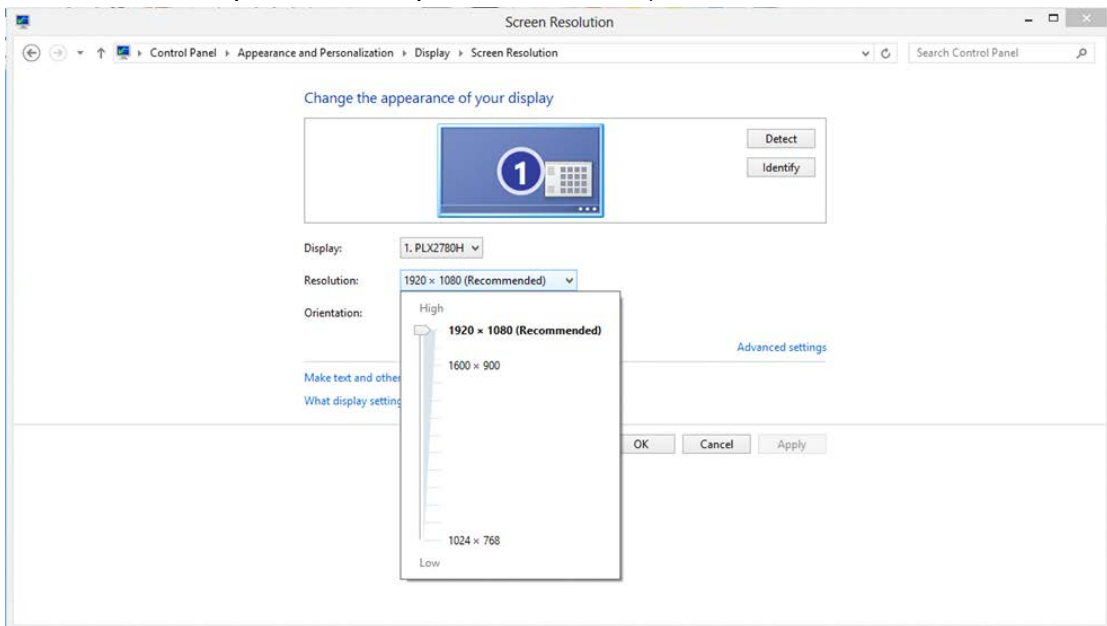 Screen Resolution
Control Panel Appearance and Personalization Display Screen Resolution
Search Control Panel
Change the appearance of your display
1
Detect
Identify
Display: 1. PLX2780H
Resolution: 1920 × 1080 (Recommended)
Orientation:
High
1920 × 1080 (Recommended)
Advanced settings
1600 × 900
Make text and other
What display setting
OK Cancel Apply
1024 × 768
Low